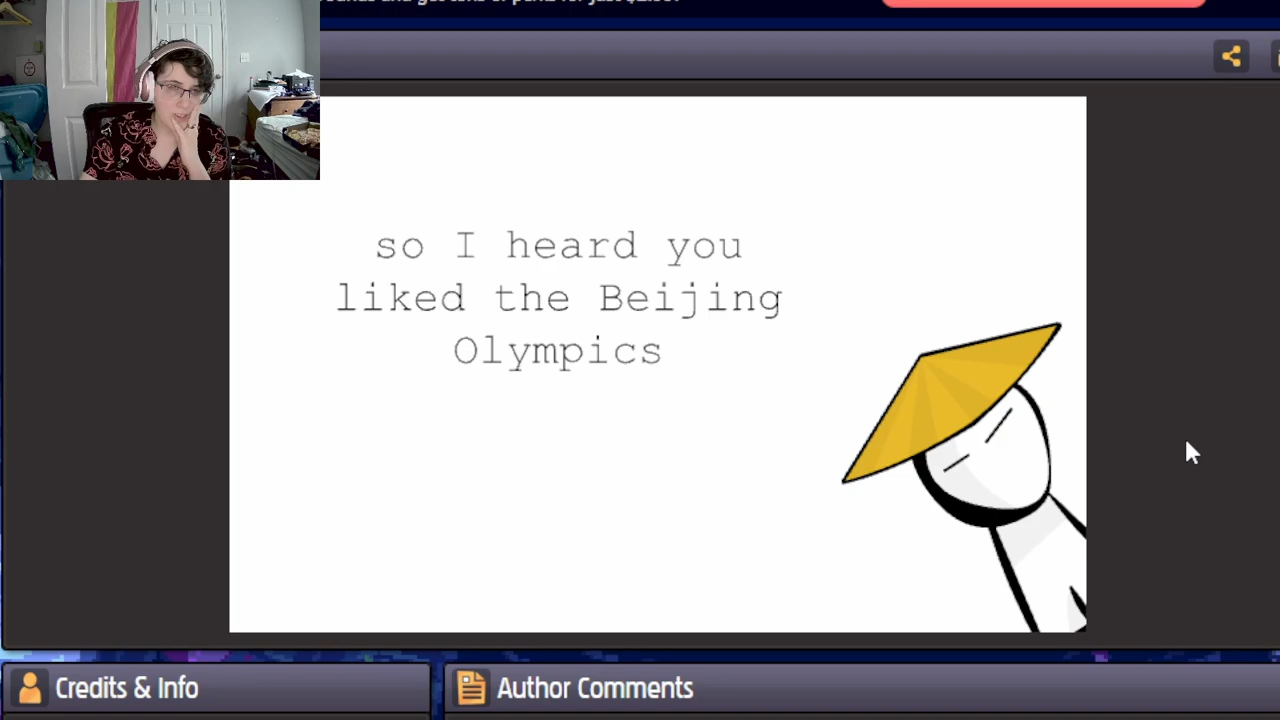 so I heard you
liked the Beijing
Olympics
Credits & Info
Author Comments